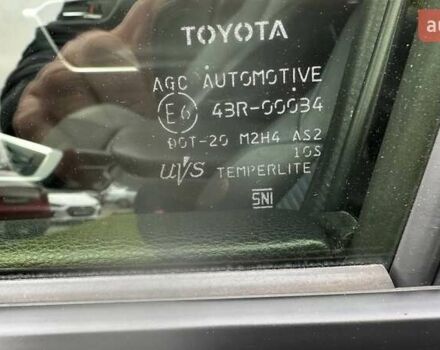 TOYOTA
AGC AUTOMOTIVE
E6 43R-00034
DOT-20 M2H4 AS2
10S
UVS TEMPERLITE
SNI